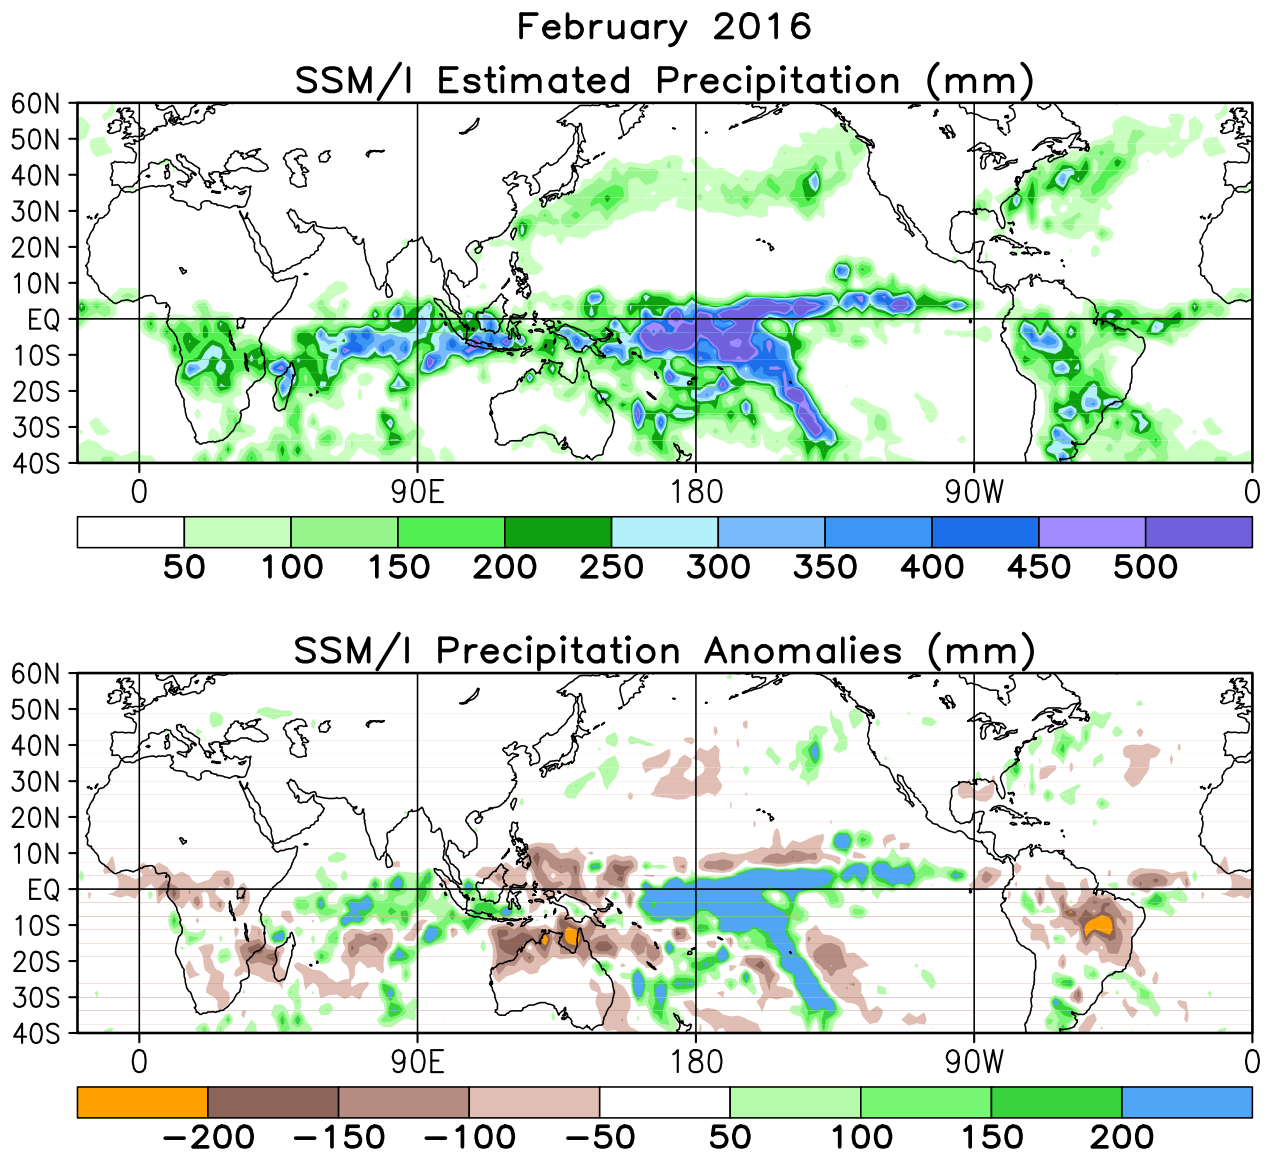 February 2016
SSM/I Estimated Precipitation (mm)
60N
50N
40N
30N
20N
10N
EQ
10S
20S
30S
40S
0 90E 180 90W 0
50 100 150 200 250 300 350 400 450 500
SSM/I Precipitation Anomalies (mm)
60N
50N
40N
30N
20N
10N
EQ
10S
20S
30S
40S
0 90E 180 90W 0
−200 −150 −100 −50 50 100 150 200